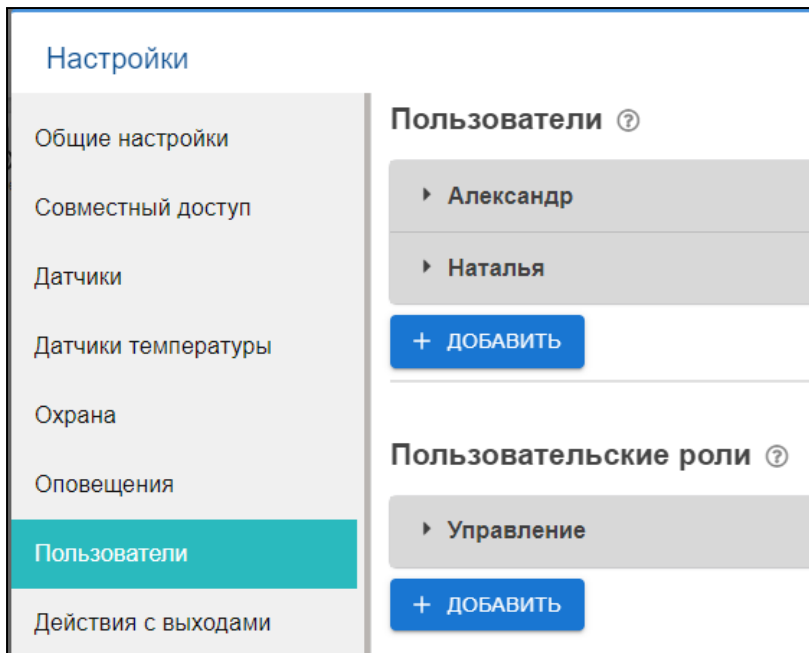 Настройки
Общие настройки
Совместный доступ
Датчики
Датчики температуры
Охрана
Оповещения
Пользователи
Действия с выходами
Пользователи ?
Александр
Наталья
+ ДОБАВИТЬ
Пользовательские роли ?
Управление
+ ДОБАВИТЬ